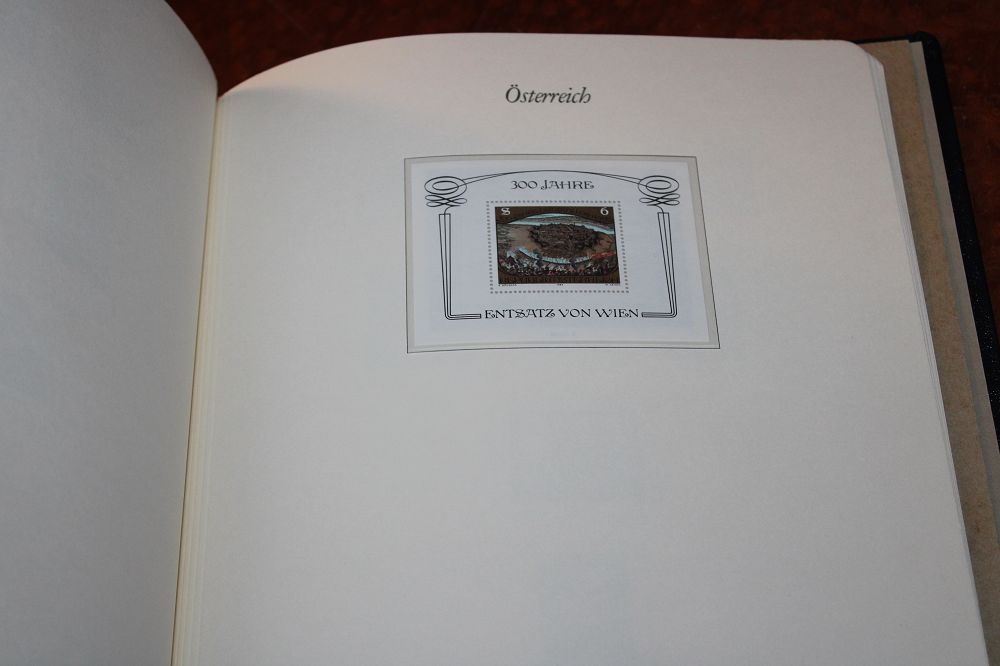 Österreich
300 JAHRE
S 6
ENTSATZ VON WIEN